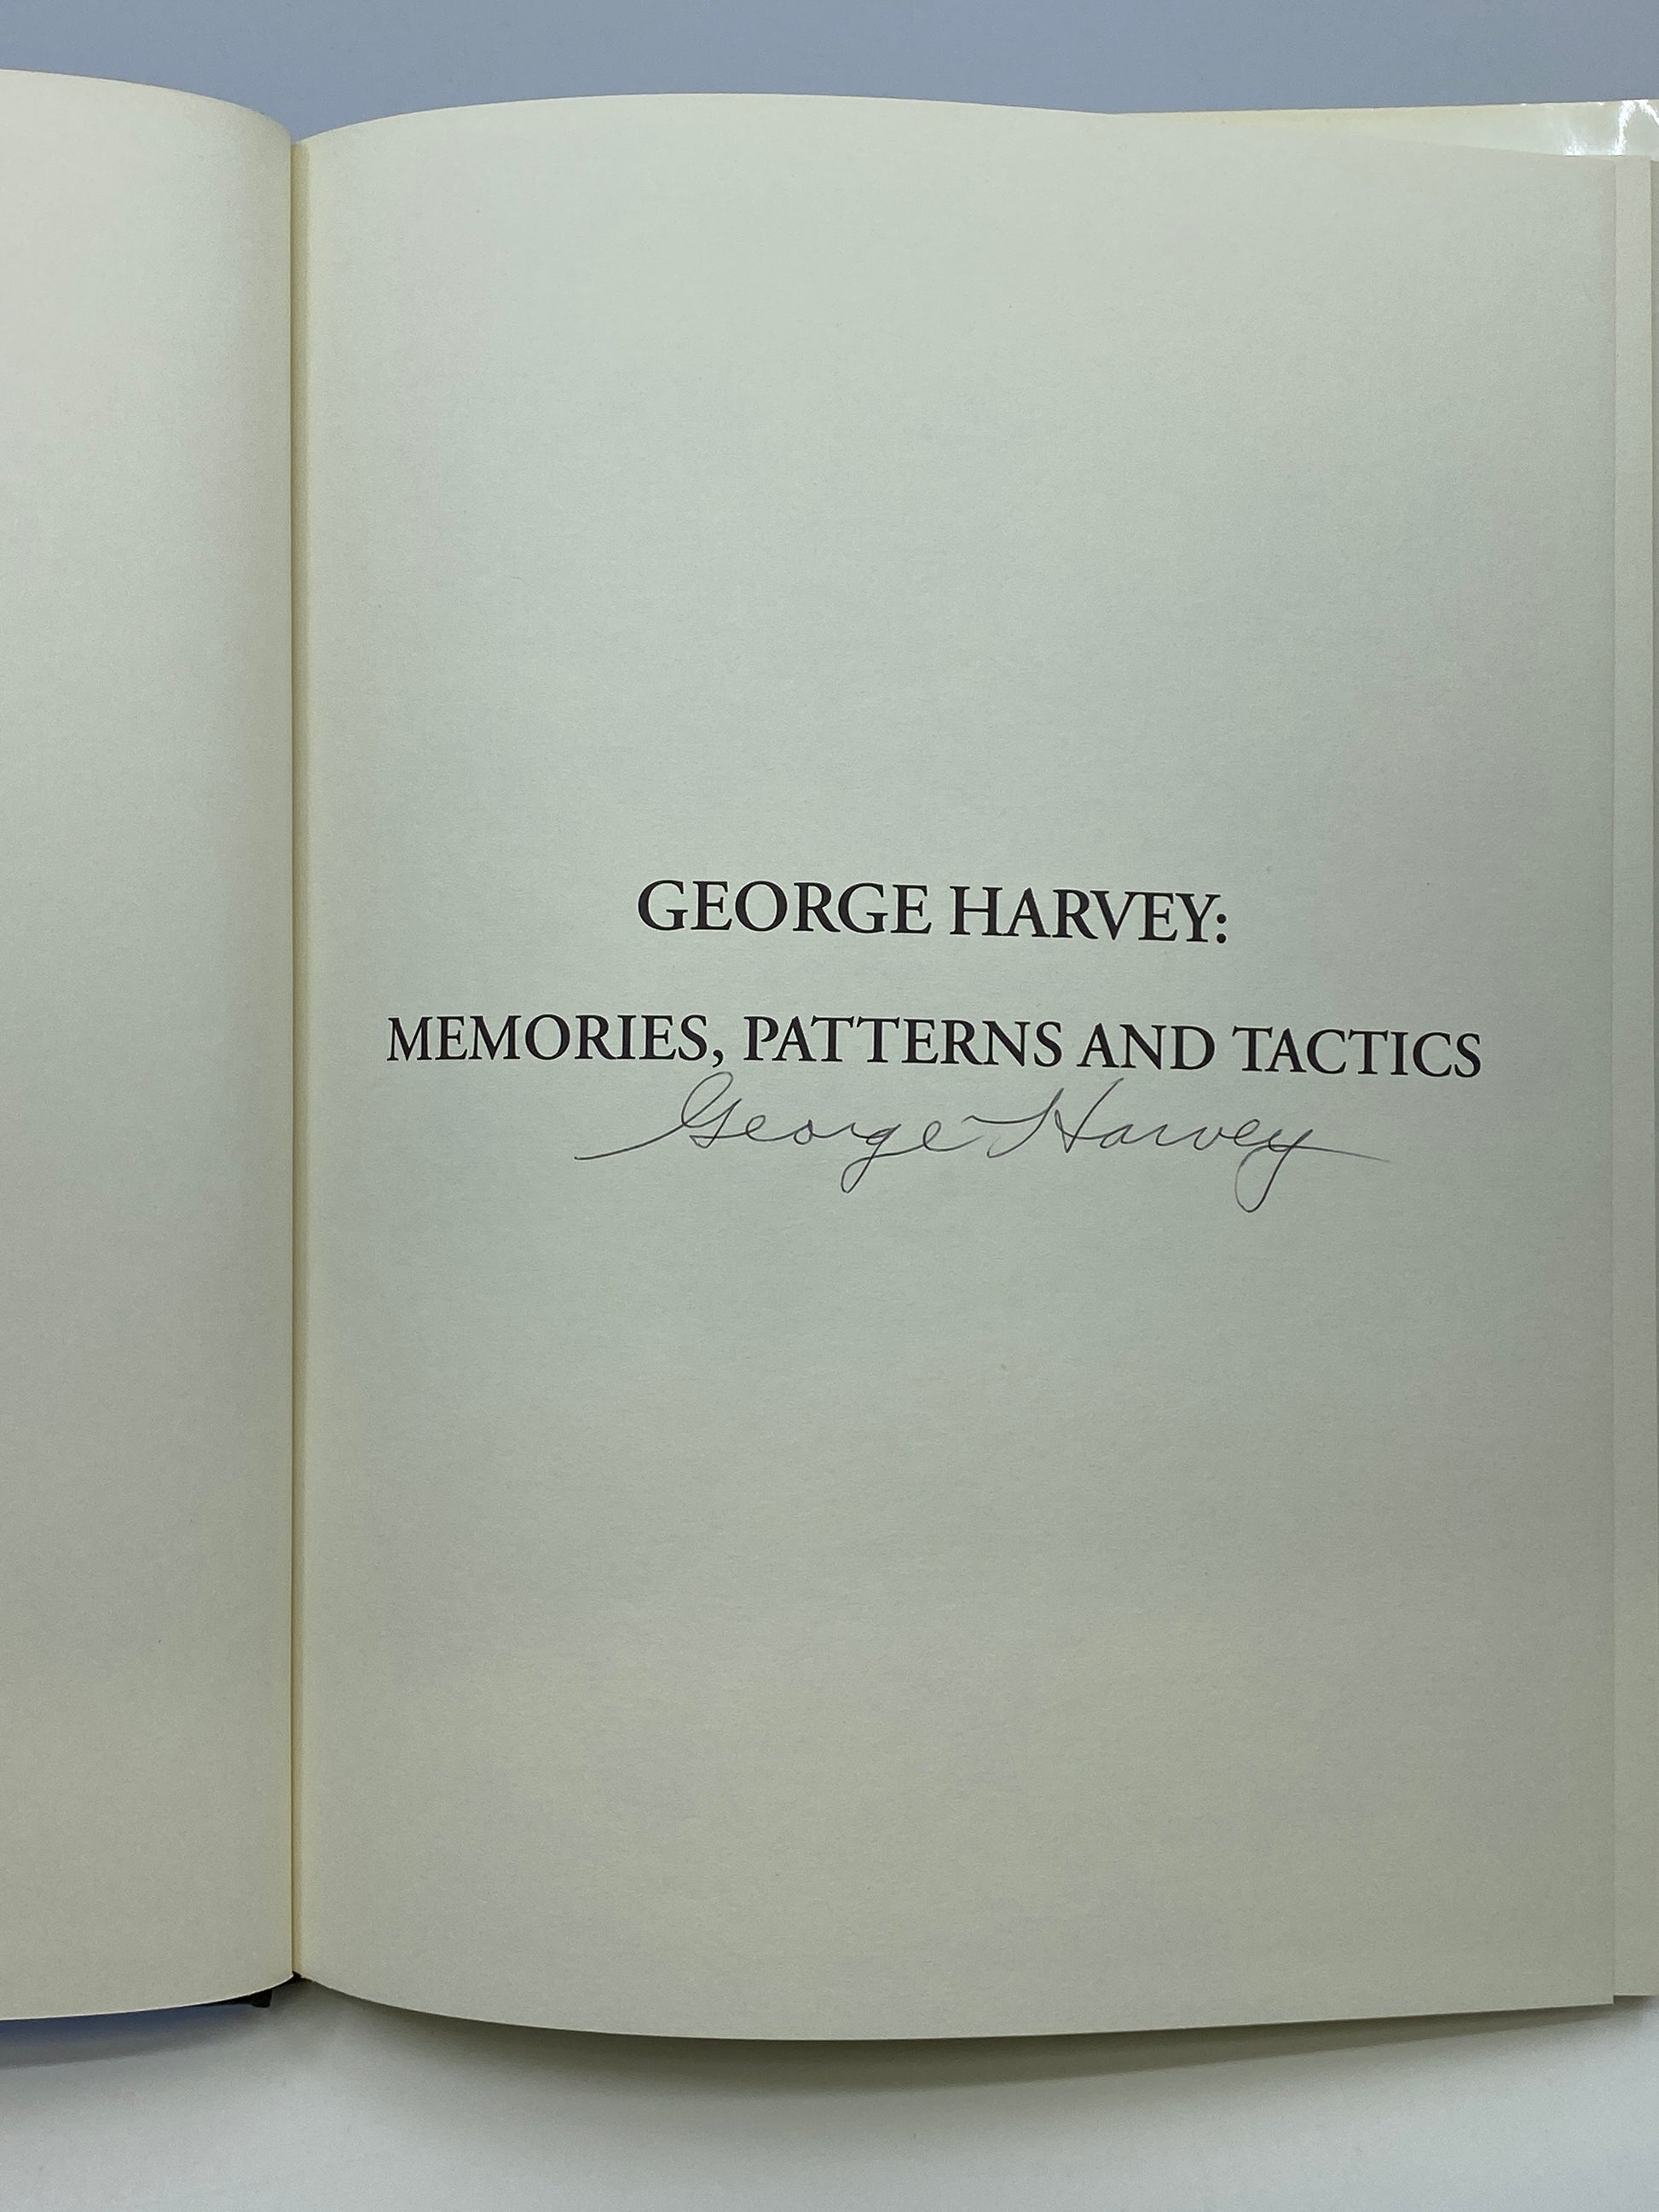 GEORGE HARVEY:
MEMORIES, PATTERNS AND TACTICS
George Harvey